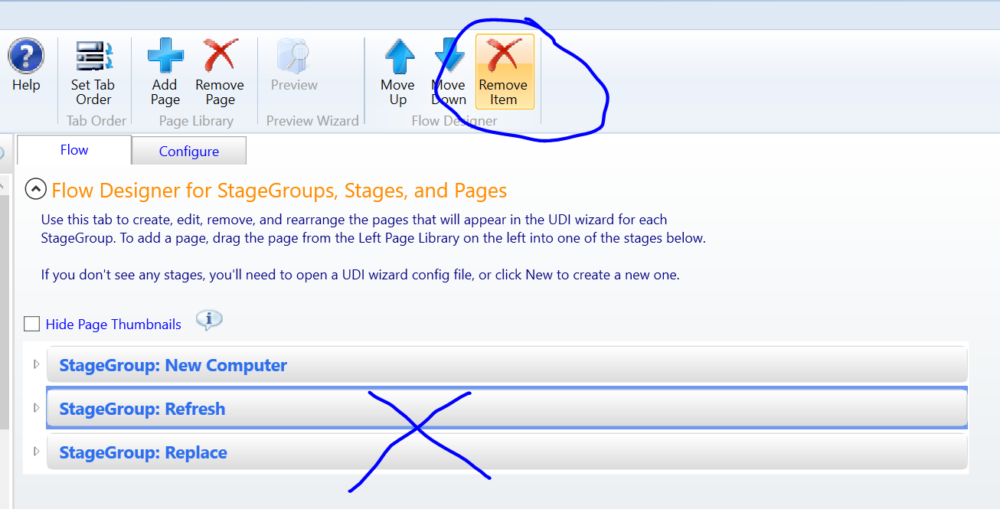 Help
Set Tab
Order
Tab Order
Add
Page
Remove
Page
Page Library
Preview
Preview Wizard
Move
Up
Move
Down
Remove
Item
Flow Designer
Flow
Configure
Flow Designer for StageGroups, Stages, and Pages
Use this tab to create, edit, remove, and rearrange the pages that will appear in the UDI wizard for each
StageGroup. To add a page, drag the page from the Left Page Library on the left into one of the stages below.
If you don't see any stages, you'll need to open a UDI wizard config file, or click New to create a new one.
Hide Page Thumbnails
StageGroup: New Computer
StageGroup: Refresh
StageGroup: Replace